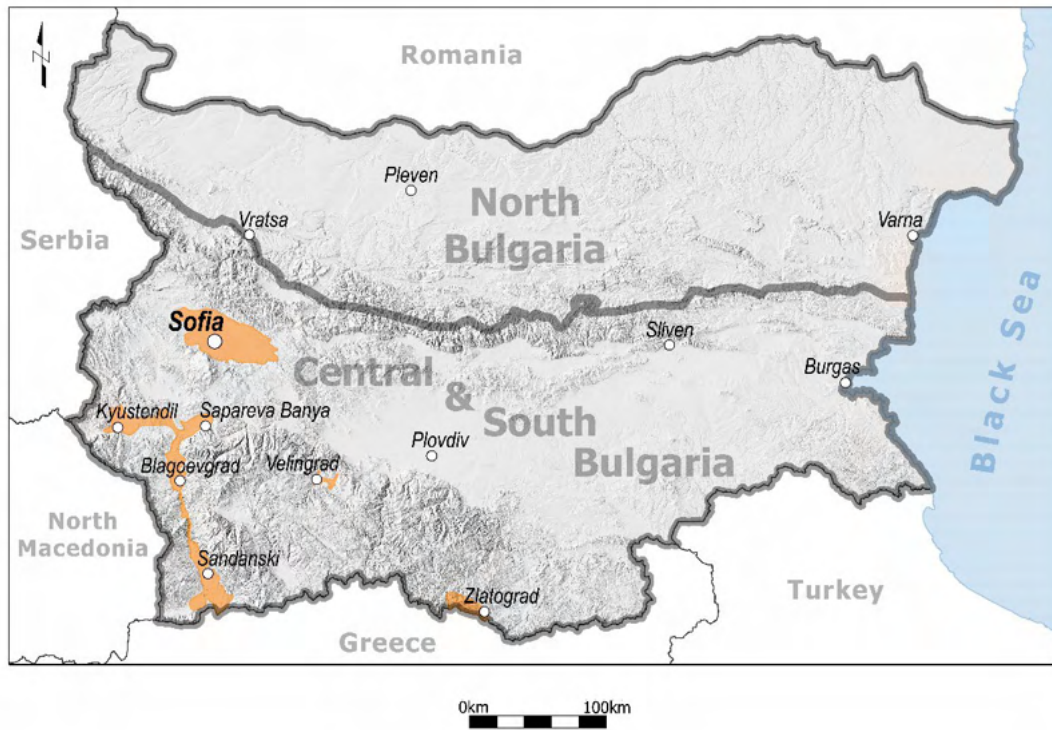 N
Romania
Pleven
North
Bulgaria
Vratsa
Varna
Serbia
Sofia
Sliven
Central
&
South
Bulgaria
Burgas
Black Sea
Kyustendil
Sapareva Banya
Plovdiv
Blagoevgrad
Velingrad
North
Macedonia
Sandanski
Zlatograd
Turkey
Greece
0km
100km